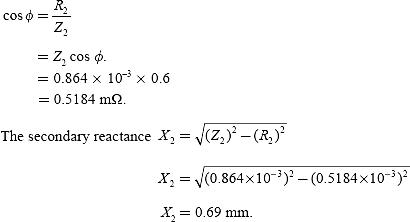 cos ϕ = R₂ / Z₂
= Z₂ cos ϕ.
= 0.864 × 10⁻³ × 0.6
= 0.5184 mΩ.
The secondary reactance X₂ = √((Z₂)² – (R₂)²)
X₂ = √((0.864×10⁻³)² – (0.5184×10⁻³)²)
X₂ = 0.69 mm.